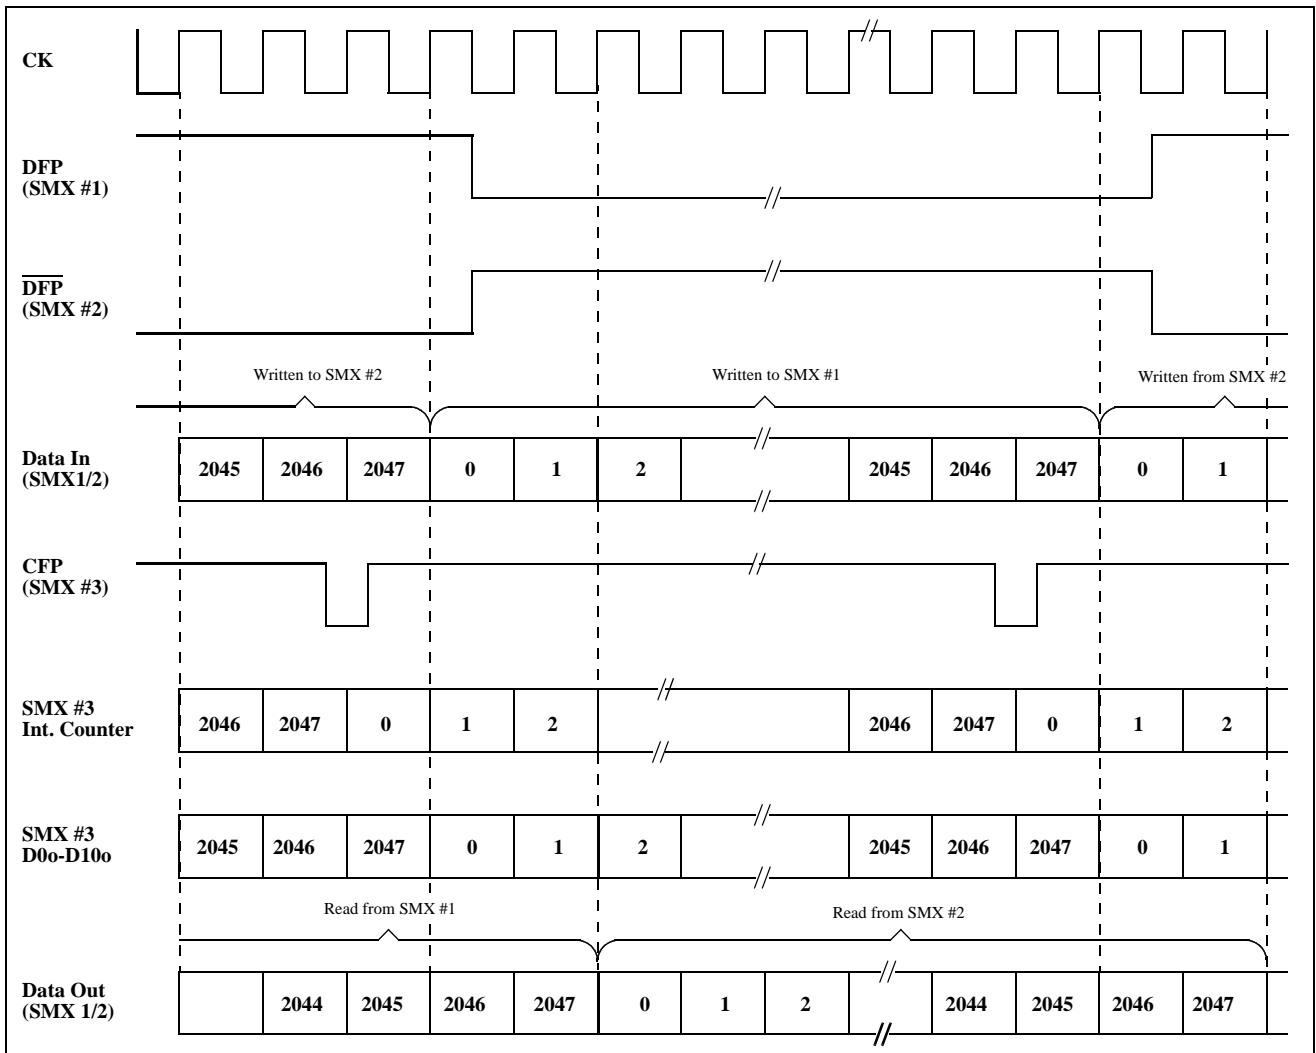 CK
DFP
(SMX #1)
DFP
(SMX #2)
Written to SMX #2
Written to SMX #1
Written from SMX #2
Data In
(SMX1/2)
2045 2046 2047 0 1 2 2045 2046 2047 0 1
CFP
(SMX #3)
SMX #3
Int. Counter
2046 2047 0 1 2 2046 2047 0 1 2
SMX #3
D0o-D10o
2045 2046 2047 0 1 2 2045 2046 2047 0 1
Read from SMX #1
Read from SMX #2
Data Out
(SMX 1/2)
2044 2045 2046 2047 0 1 2 2044 2045 2046 2047